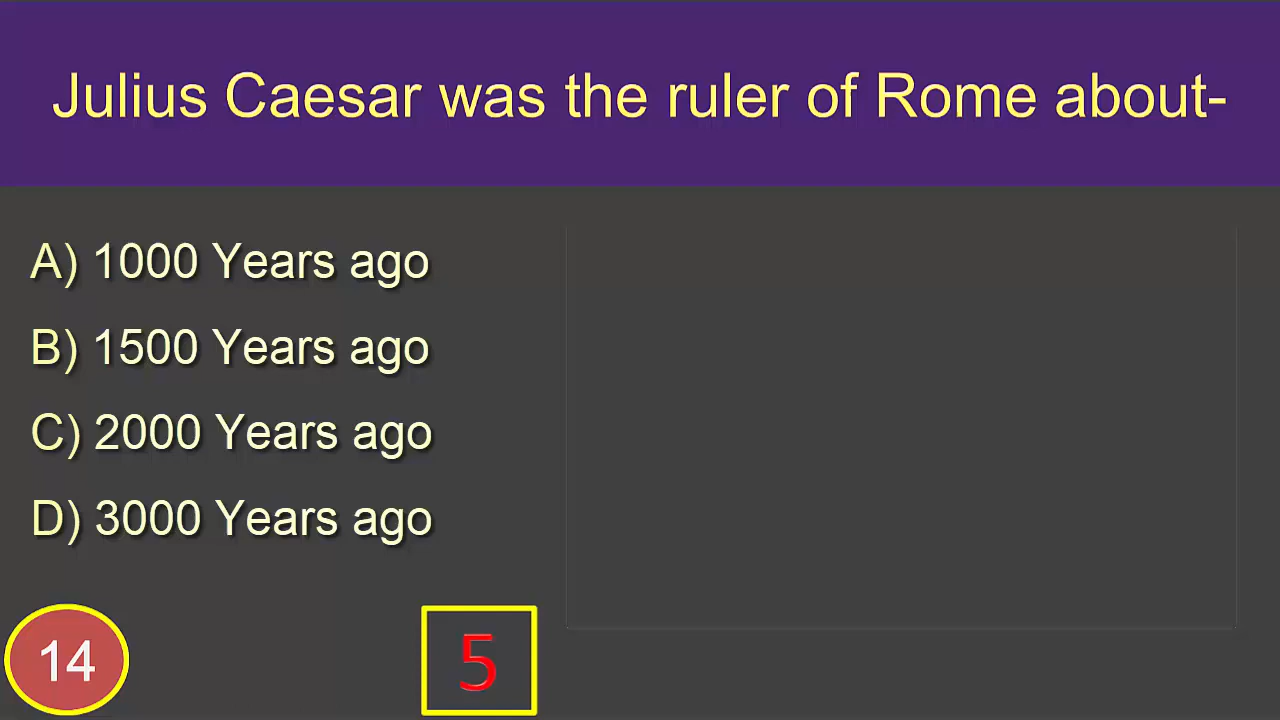 Julius Caesar was the ruler of Rome about-
A) 1000 Years ago
B) 1500 Years ago
C) 2000 Years ago
D) 3000 Years ago
14
5